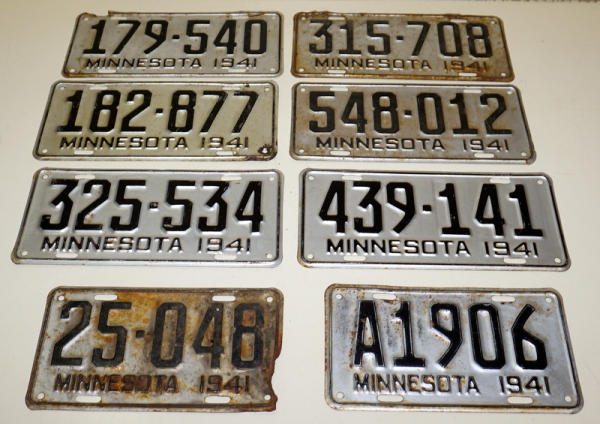 179-540
MINNESOTA 1941
315-708
MINNESOTA 1941
182-877
MINNESOTA 1941
548-012
MINNESOTA 1941
325-534
MINNESOTA 1941
439-141
MINNESOTA 1941
25-048
MINNESOTA 1941
A1906
MINNESOTA 1941